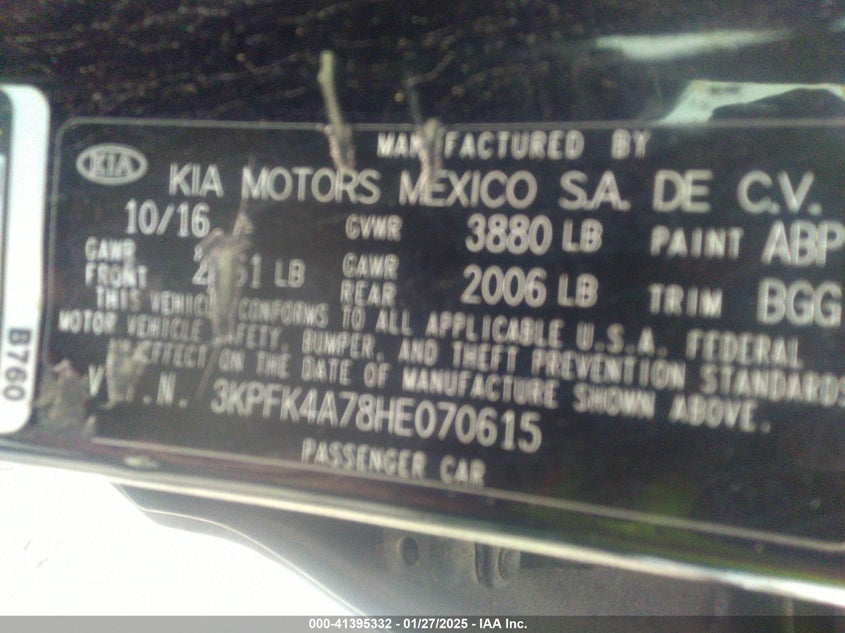 MANUFACTURED BY
KIA KIA MOTORS MEXICO S.A. DE C.V.
10/16 GVWR 3880 LB PAINT ABP
GAWR FRONT LB GAWR REAR 2006 LB TRIM BGG
THIS VEHICLE CONFORMS TO ALL APPLICABLE U.S.A. FEDERAL
MOTOR VEHICLE SAFETY, BUMPER, AND THEFT PREVENTION STANDARDS
IN EFFECT ON THE DATE OF MANUFACTURE SHOWN ABOVE.
V.I.N. 3KPFK4A78HE070615
PASSENGER CAR
B760
000-41395332 - 01/27/2025 - IAA Inc.